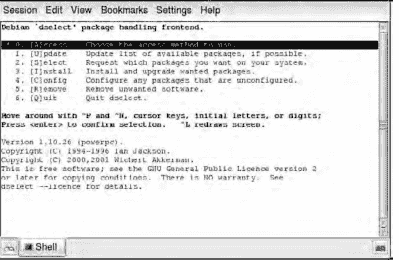 Session Edit View Bookmarks Settings Help
Debian `dselect' package handling frontend.
* 0. [A]ccess Choose the access method to use.
1. [U]pdate Update list of available packages, if possible.
2. [S]elect Request which packages you want on your system.
3. [I]nstall Install and upgrade wanted packages.
4. [C]onfig Configure any packages that are unconfigured.
5. [R]emove Remove unwanted software.
6. [Q]uit Quit dselect.
Move around with ^P and ^N, cursor keys, initial letters, or digits;
Press <enter> to confirm selection. ^L redraws screen.
Version 1.10.26 (powerpc).
Copyright (C) 1994-1996 Ian Jackson.
Copyright (C) 2000,2001 Wichert Akkerman.
This is free software; see the GNU General Public Licence version 2
or later for copying conditions. There is NO warranty. See
dselect --licence for details.
Shell